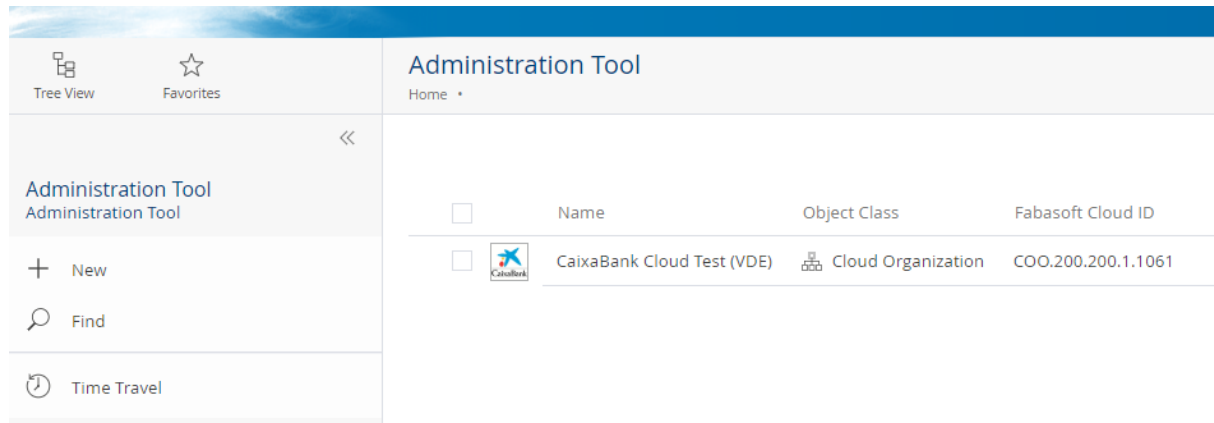 Tree View Favorites
Administration Tool
Home •
Administration Tool
Administration Tool
New
Find
Time Travel
Name Object Class Fabasoft Cloud ID
CaixaBank CaixaBank Cloud Test (VDE) Cloud Organization COO.200.200.1.1061